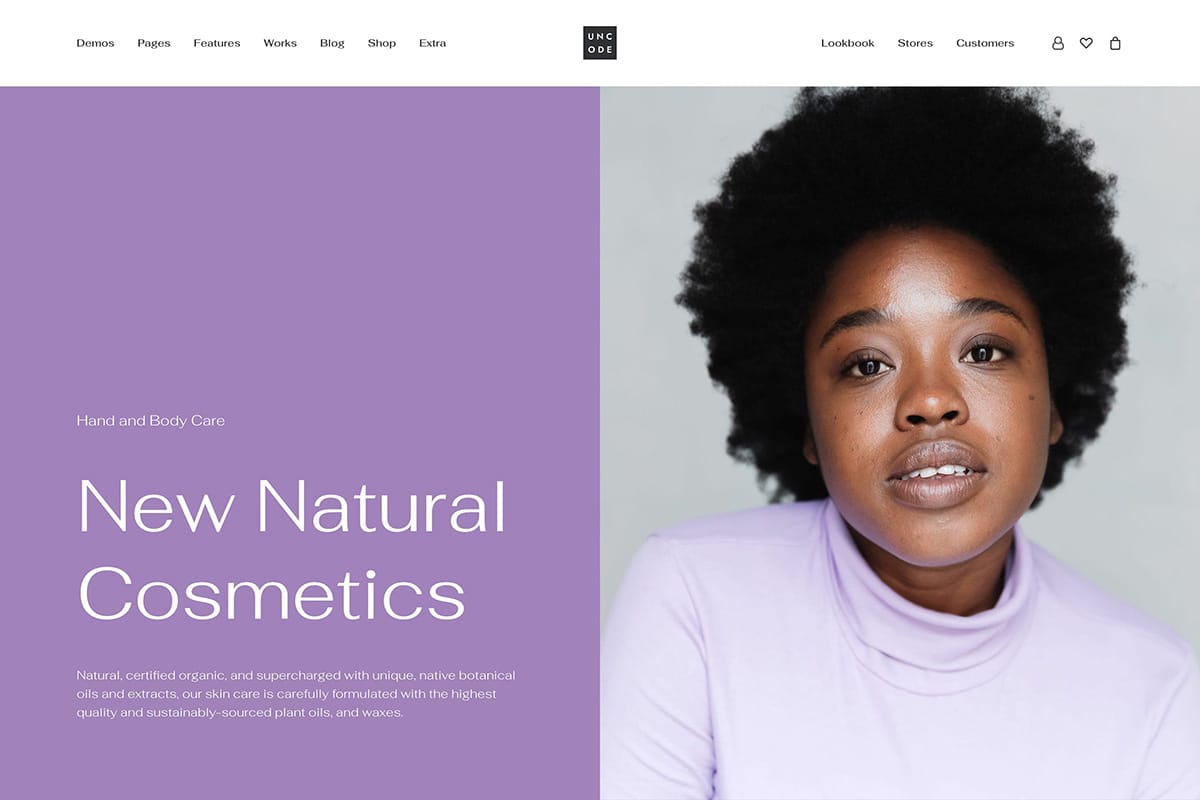 Demos Pages Features Works Blog Shop Extra
UNC
ODE
Lookbook Stores Customers
Hand and Body Care
New Natural
Cosmetics
Natural, certified organic, and supercharged with unique, native botanical
oils and extracts, our skin care is carefully formulated with the highest
quality and sustainably-sourced plant oils, and waxes.